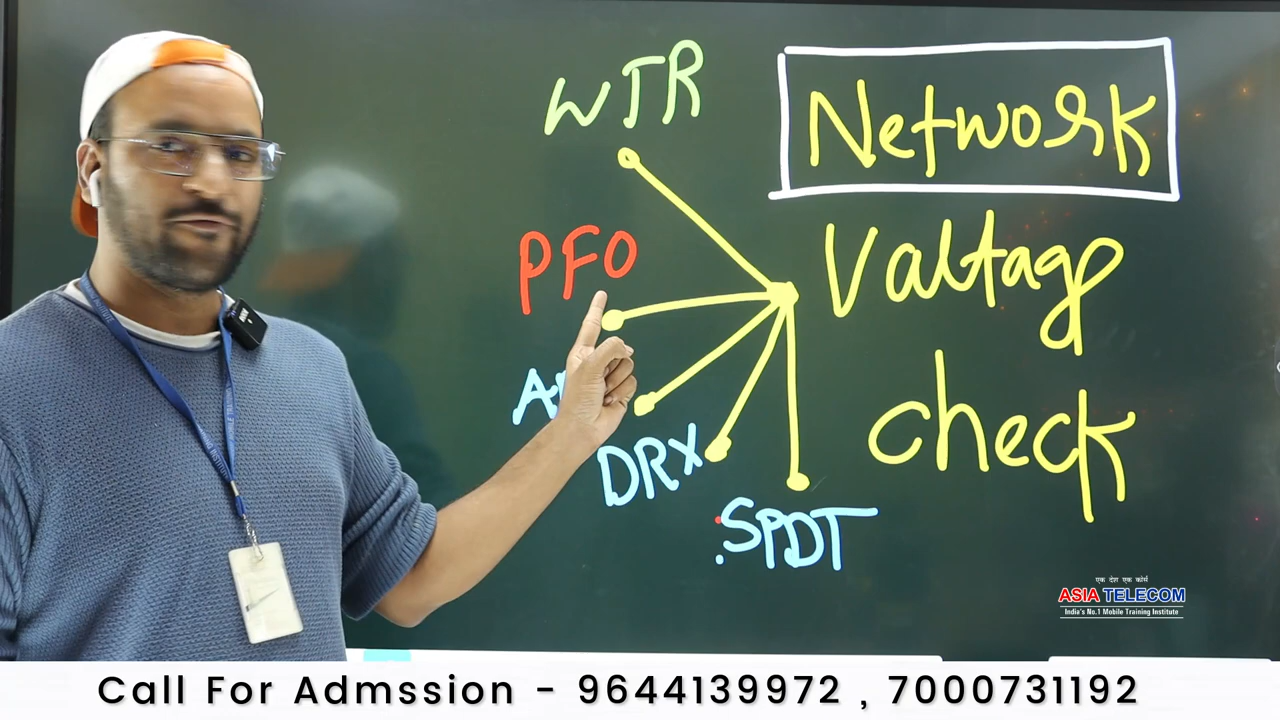 WTR
Network
PFO
Valtage
check
DRX
SPDT
एक देश एक कोर्स
ASIA TELECOM
India's No.1 Mobile Training Institute
Call For Admssion - 9644139972 , 7000731192